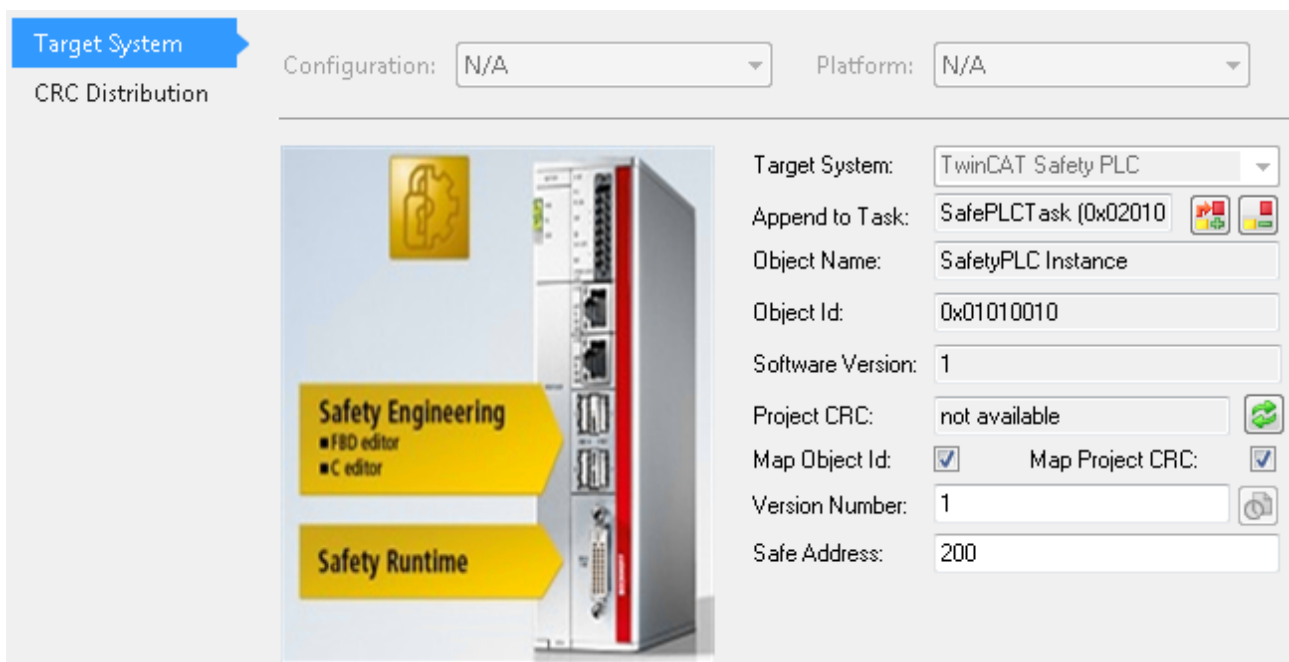 Target System
CRC Distribution
Configuration: N/A Platform: N/A
Target System: TwinCAT Safety PLC
Append to Task: SafePLCTask (0x02010
Object Name: SafetyPLC Instance
Object Id: 0x01010010
Software Version: 1
Project CRC: not available
Map Object Id: Map Project CRC:
Version Number: 1
Safe Address: 200
Safety Engineering
■FBD editor
■C editor
Safety Runtime